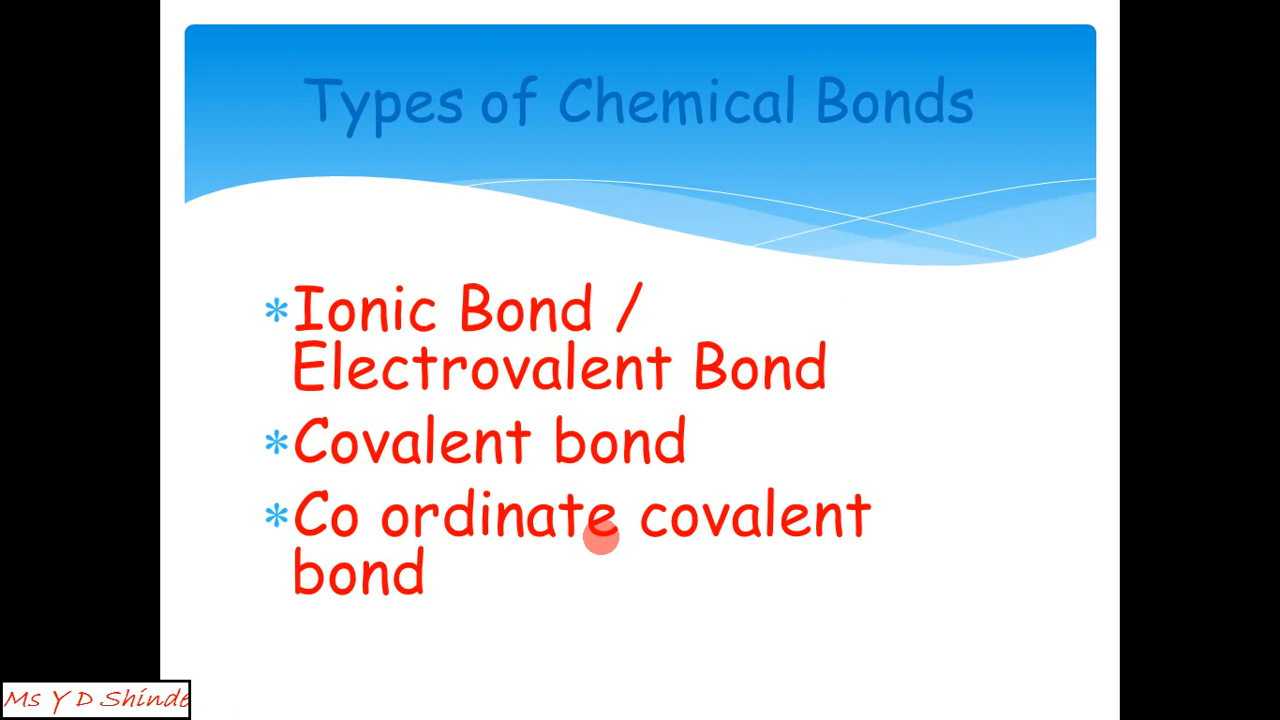 Types of Chemical Bonds
*Ionic Bond /
Electrovalent Bond
*Covalent bond
*Co ordinate covalent
bond
Ms Y D Shinde